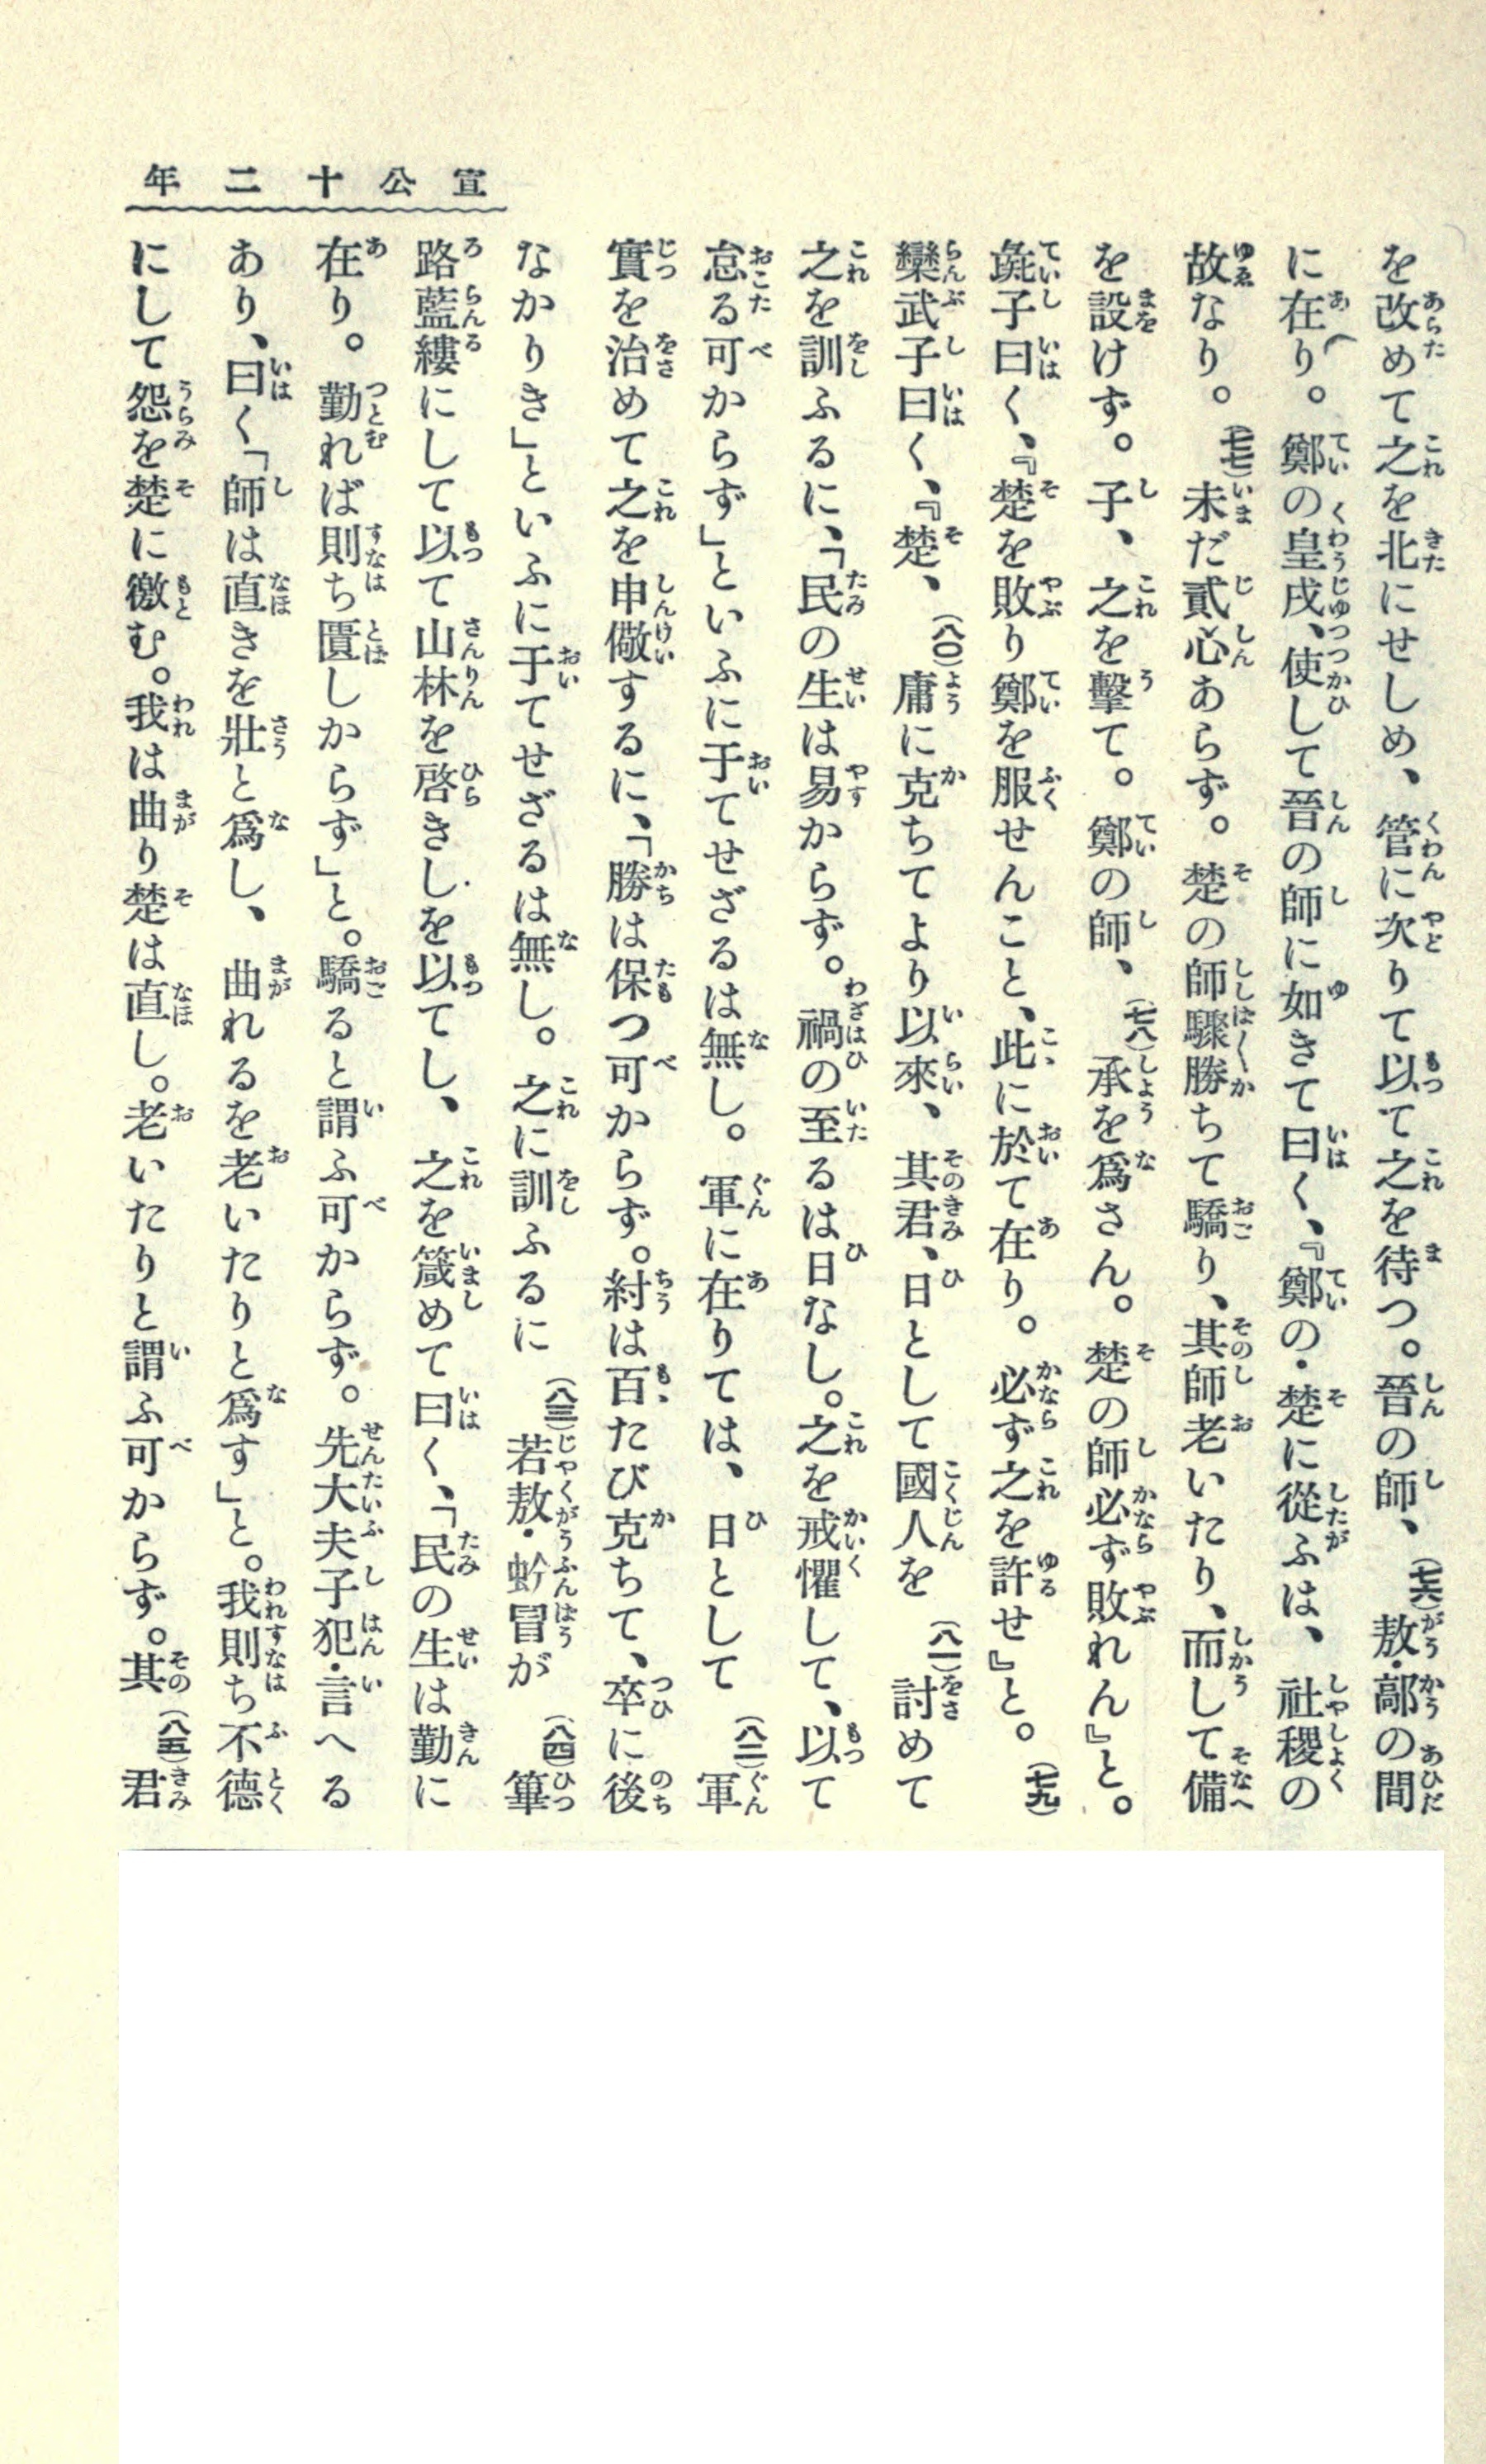 宣公十二年
を改めて之を北にせしめ、管に次りて以て之を待つ。晉の師、(七六)敖・鄗の間
に在り。鄭の皇戌、使して晉の師に如きて曰く、『鄭の・楚に從ふは、社稷の
故なり。(七七)未だ貳心あらず。楚の師驟勝ちて驕り、其師老いたり、而して備
を設けず。子、之を擊て。鄭の師、(七八)承を爲さん。楚の師必ず敗れん』と。
彘子曰く、『楚を敗り鄭を服せんこと、此に於て在り。必ず之を許せ』と。(七九)
欒武子曰く、『楚、(八〇)庸に克ちてより以來、其君、日として國人を(八一)討めて
之を訓ふるに、「民の生は易からず。禍の至るは日なし。之を戒懼して、以て
怠る可からず」といふに于てせざるは無し。軍に在りては、日として(八二)軍
實を治めて之を申儆するに、「勝は保つ可からず。紂は百たび克ちて、卒に後
なかりき」といふに于てせざるは無し。之に訓ふるに(八三)若敖・蚡冒が(八四)篳
路藍縷にして以て山林を啓きしを以てし、之を箴めて曰く、「民の生は勤に
在り。勤れば則ち匱しからず」と。驕ると謂ふ可からず。先大夫子犯・言へる
あり、曰く「師は直きを壯と爲し、曲れるを老いたりと爲す」と。我則ち不德
にして怨を楚に徼む。我は曲り楚は直し。老いたりと謂ふ可からず。其(八五)君